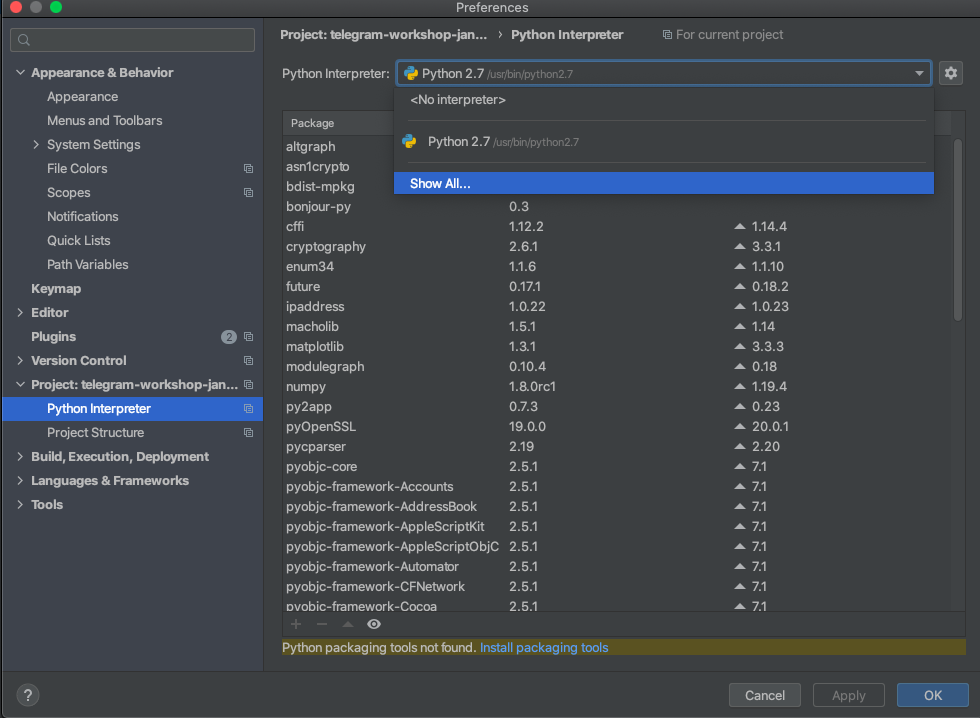 Preferences
Project: telegram-workshop-jan... › Python Interpreter For current project
Appearance & Behavior
Appearance
Menus and Toolbars
System Settings
File Colors
Scopes
Notifications
Quick Lists
Path Variables
Keymap
Editor
Plugins 2
Version Control
Project: telegram-workshop-jan...
Python Interpreter
Project Structure
Build, Execution, Deployment
Languages & Frameworks
Tools
Python Interpreter: Python 2.7 /usr/bin/python2.7
<No interpreter>
Python 2.7 /usr/bin/python2.7
Show All...
Package
altgraph
asn1crypto
bdist-mpkg
bonjour-py 0.3
cffi 1.12.2 1.14.4
cryptography 2.6.1 3.3.1
enum34 1.1.6 1.1.10
future 0.17.1 0.18.2
ipaddress 1.0.22 1.0.23
macholib 1.5.1 1.14
matplotlib 1.3.1 3.3.3
modulegraph 0.10.4 0.18
numpy 1.8.0rc1 1.19.4
py2app 0.7.3 0.23
pyOpenSSL 19.0.0 20.0.1
pycparser 2.19 2.20
pyobjc-core 2.5.1 7.1
pyobjc-framework-Accounts 2.5.1 7.1
pyobjc-framework-AddressBook 2.5.1 7.1
pyobjc-framework-AppleScriptKit 2.5.1 7.1
pyobjc-framework-AppleScriptObjC 2.5.1 7.1
pyobjc-framework-Automator 2.5.1 7.1
pyobjc-framework-CFNetwork 2.5.1 7.1
pyobjc-framework-Cocoa 2.5.1 7.1
Python packaging tools not found. Install packaging tools
? Cancel Apply OK